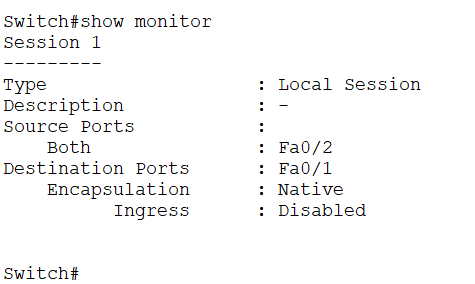 Switch#show monitor
Session 1
---------
Type                   : Local Session
Description            : -
Source Ports           :
    Both               : Fa0/2
Destination Ports      : Fa0/1
    Encapsulation      : Native
          Ingress      : Disabled
Switch#